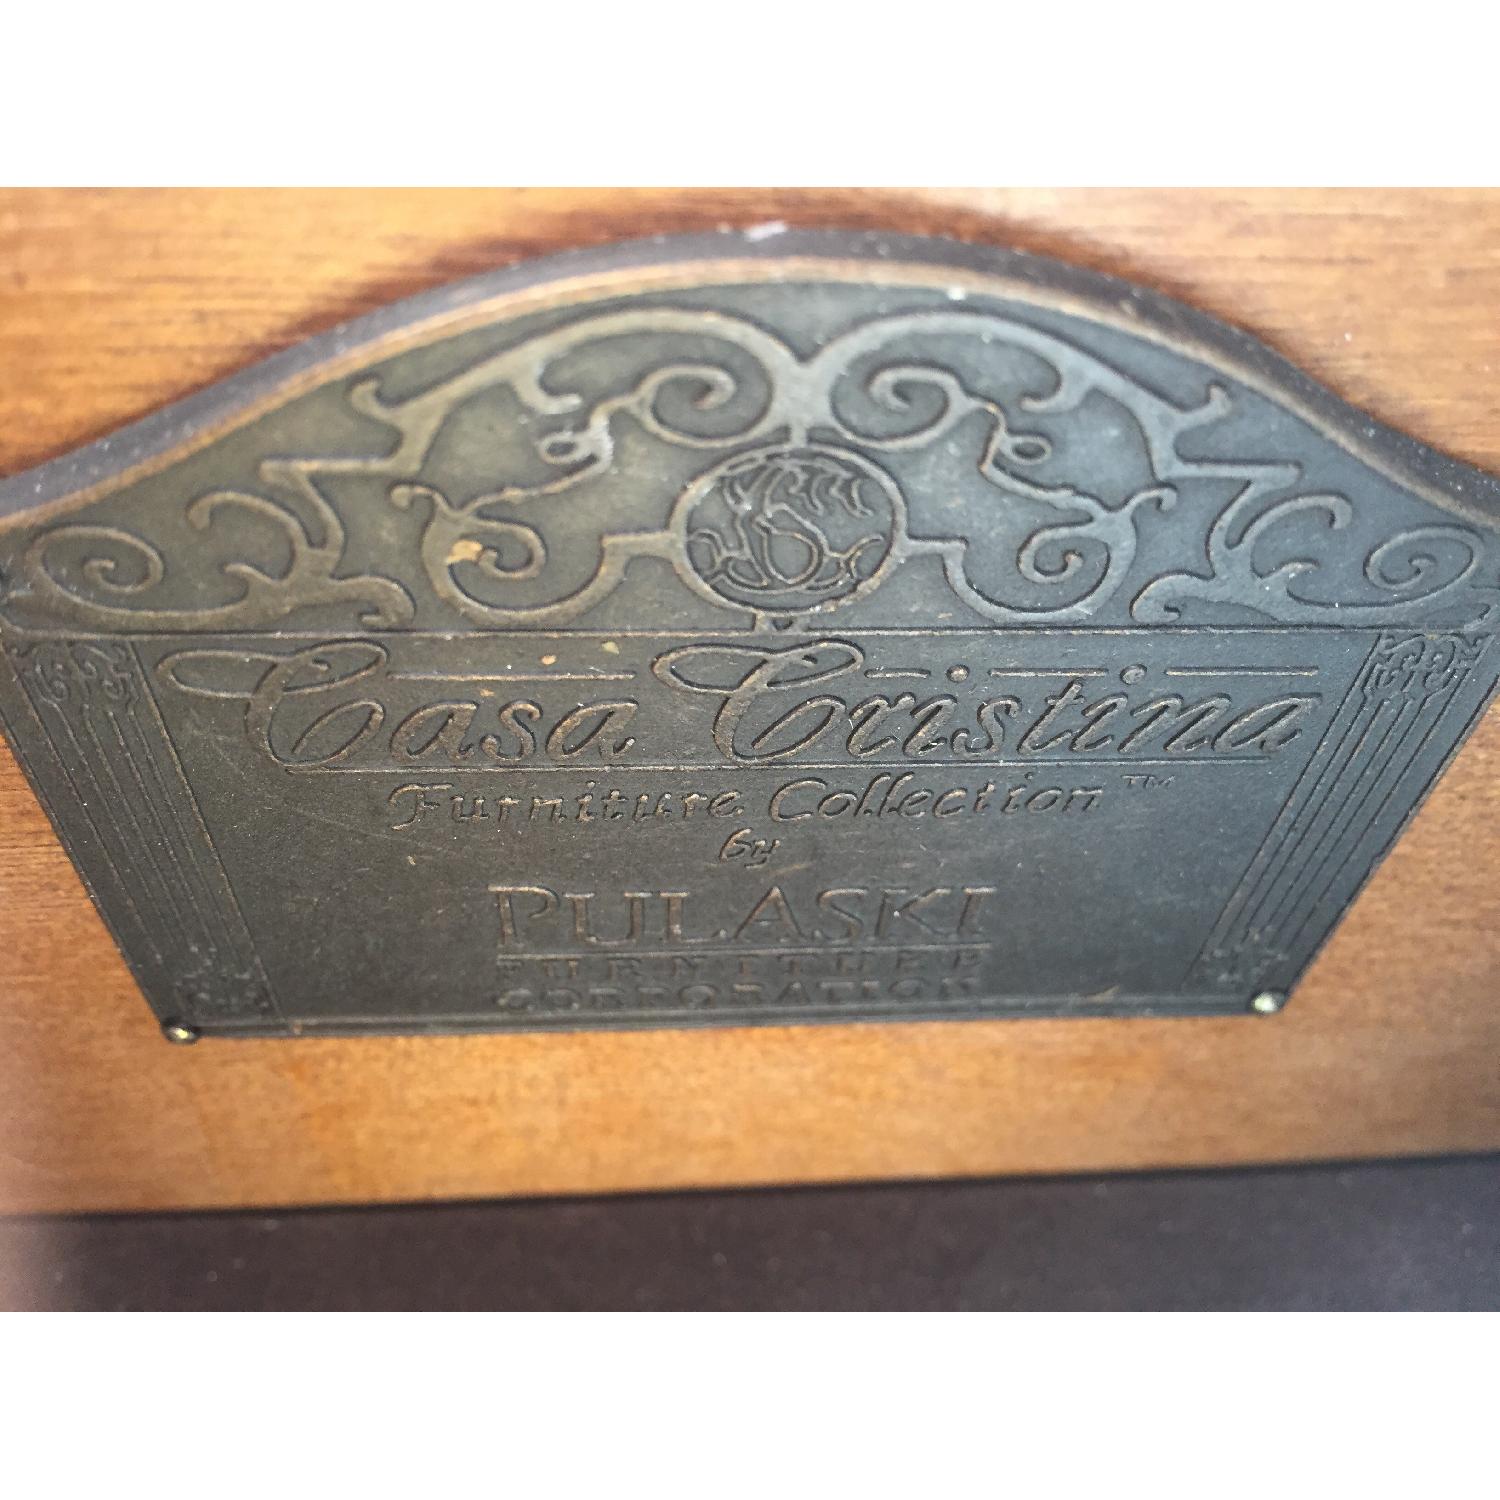 Casa Cristina
Furniture Collection™
by
PULASKI
FURNITURE
CORPORATION